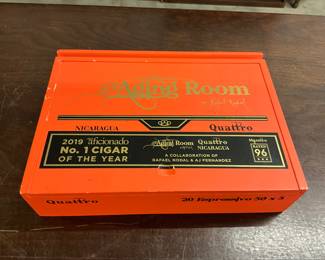 Aging Room
by Rafael Nodal
NICARAGUA
Quattro
2019 aficionado
No. 1 CIGAR
OF THE YEAR
Aging Room
Quattro
NICARAGUA
A COLLABORATION OF
RAFAEL NODAL & AJ FERNANDEZ
RATED
96
Quattro
20 Espressivo 50 x 5